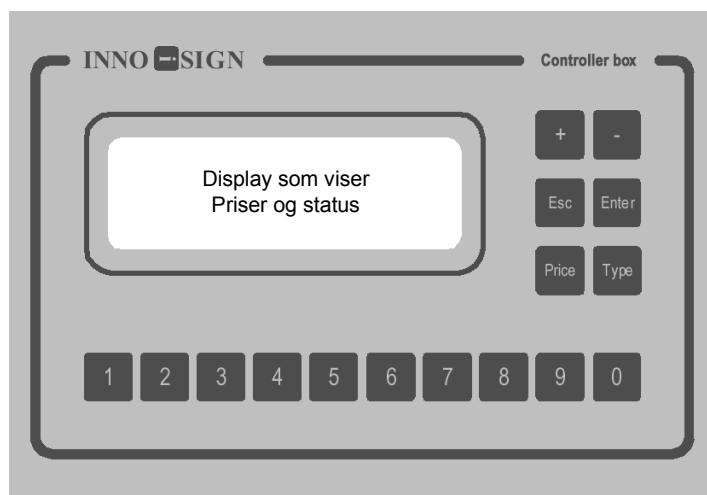 INNO SIGN
Controller box
Display som viser
Priser og status
+ -
Esc Enter
Price Type
1 2 3 4 5 6 7 8 9 0